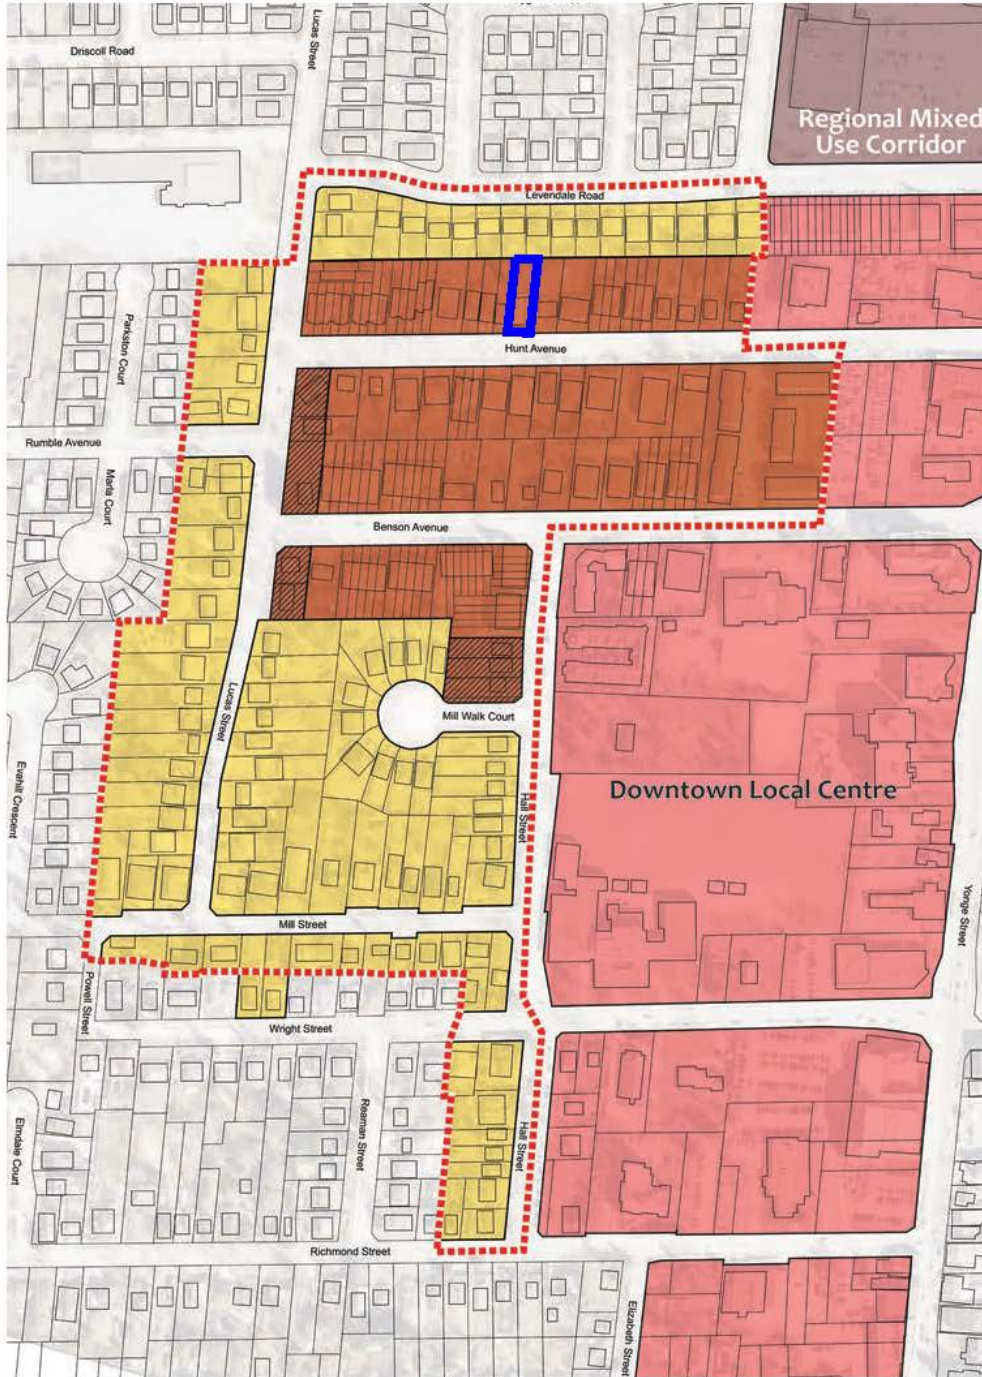 Driscoll Road
Lucas Street
Regional Mixed
Use Corridor
Levendale Road
Parkston Court
Hunt Avenue
Rumble Avenue
Marla Court
Benson Avenue
Lucas Street
Mill Walk Court
Evahill Crescent
Hall Street
Downtown Local Centre
Yonge Street
Mill Street
Powell Street
Wright Street
Elmdale Court
Reaman Street
Hall Street
Richmond Street
Elizabeth Street